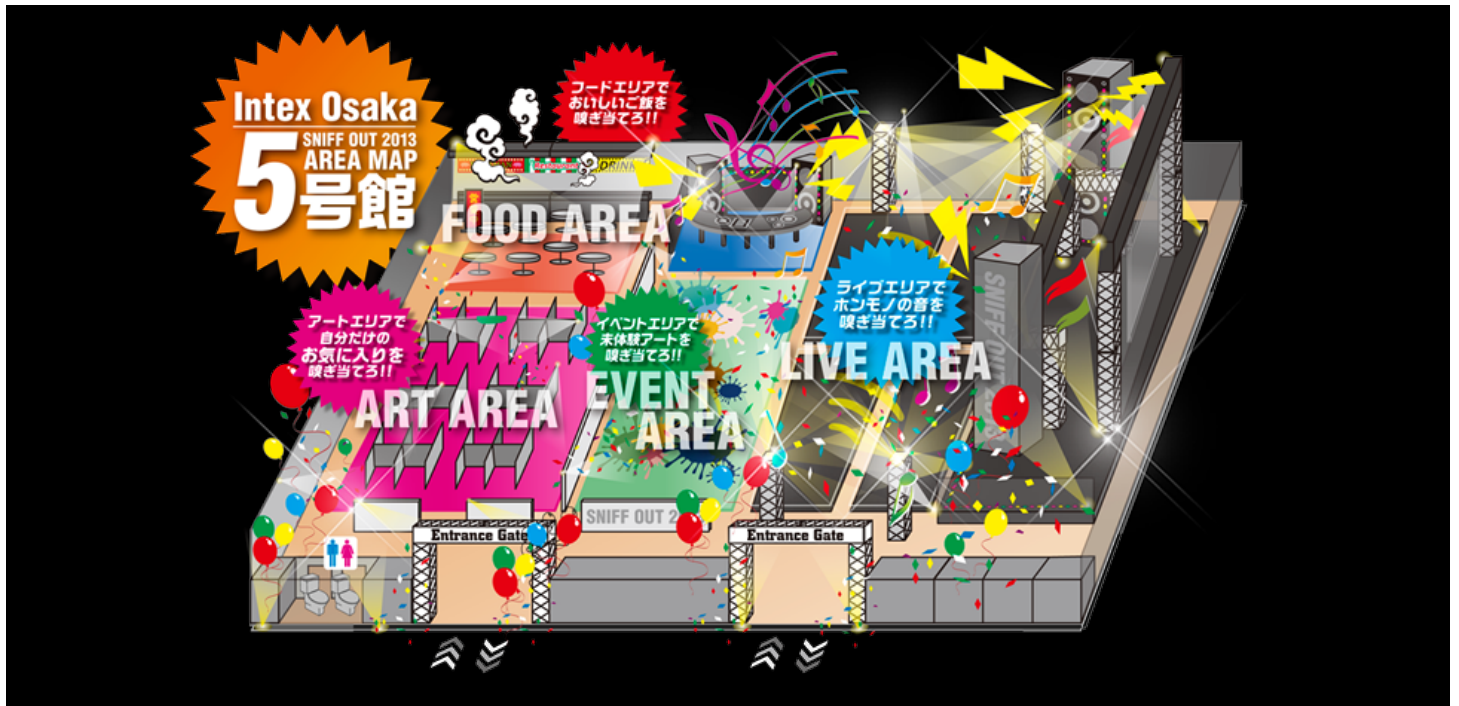 Intex Osaka
SNIFF OUT 2013
AREA MAP
5号館
フードエリアで
おいしいご飯を
嗅ぎ当てろ!!
DRINK
FOOD AREA
ライブエリアで
ホンモノの音を
嗅ぎ当てろ!!
LIVE AREA
アートエリアで
自分だけの
お気に入りを
嗅ぎ当てろ!!
ART AREA
イベントエリアで
未体験アートを
嗅ぎ当てろ!!
EVENT
AREA
SNIFF OUT 2
SNIFF OUT 20
Entrance Gate
Entrance Gate